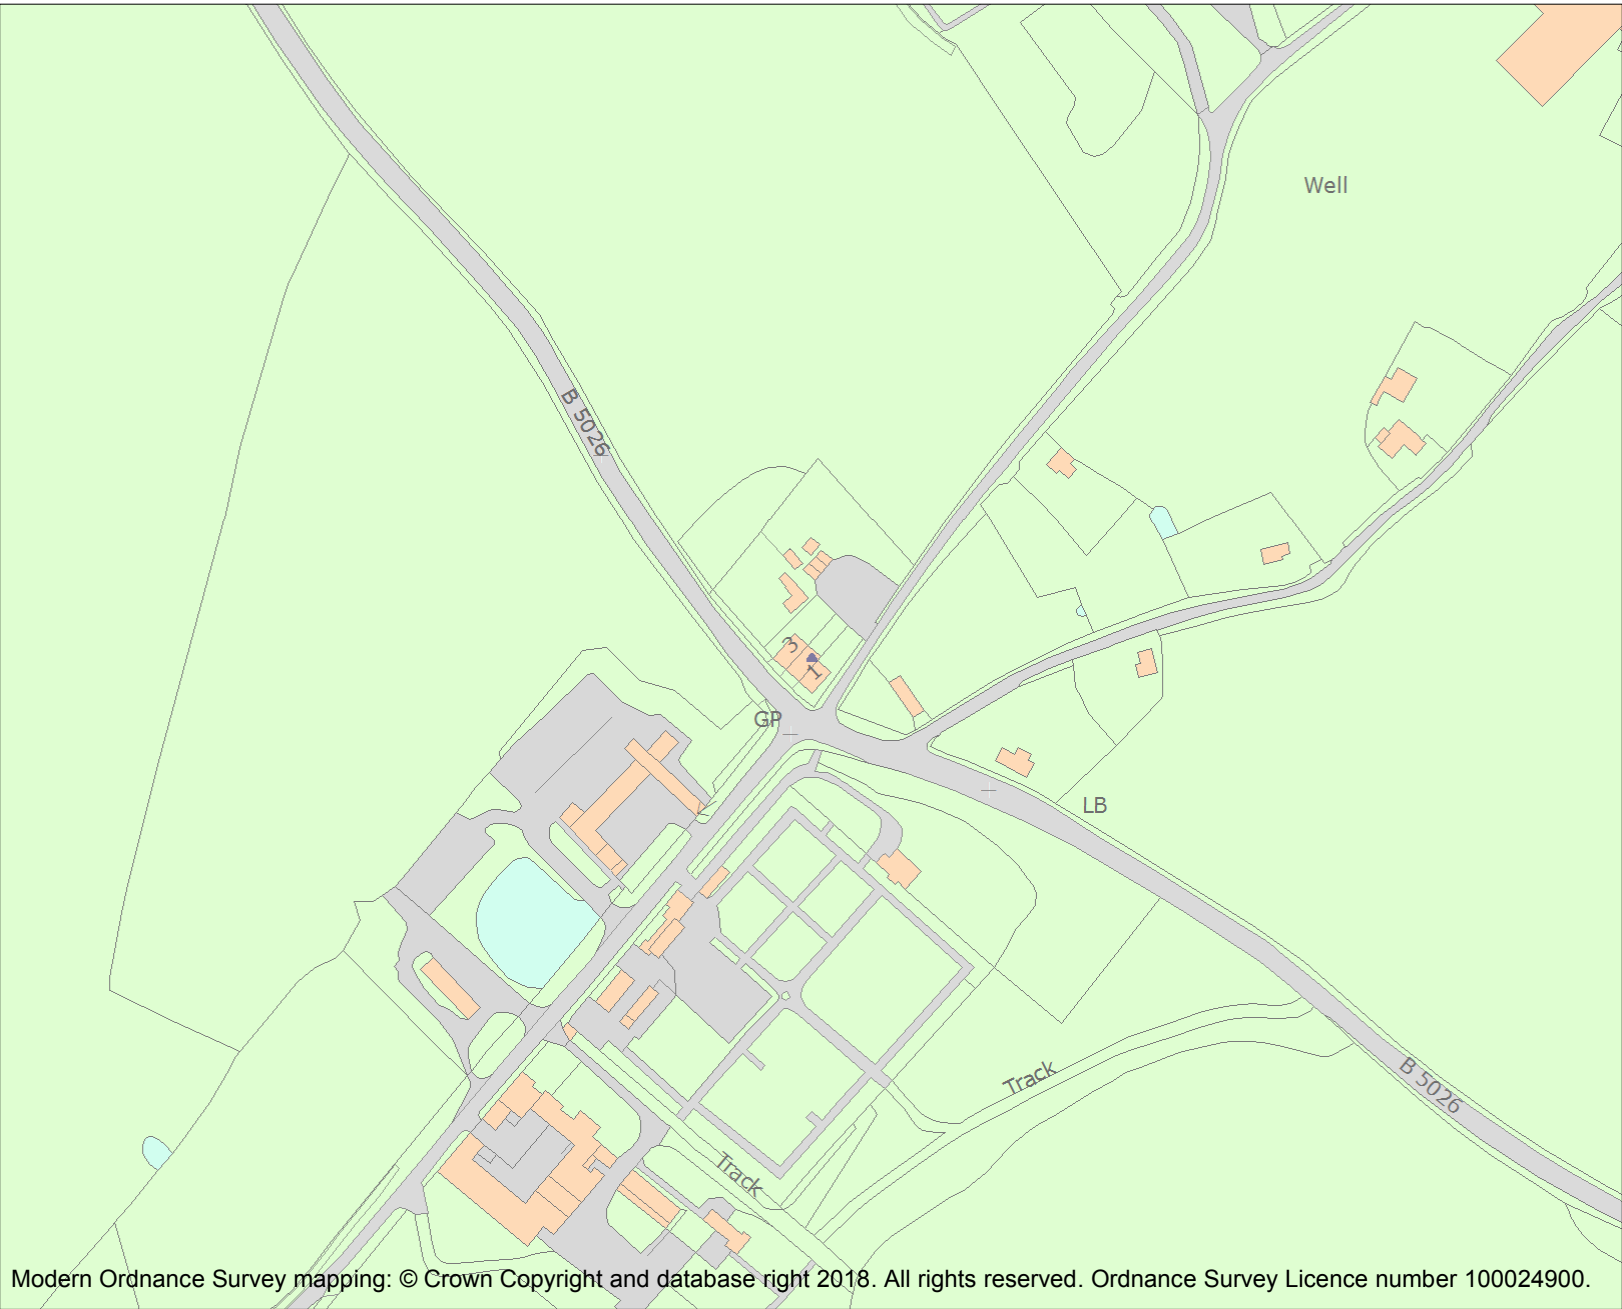 Well
B 5026
3
1
GP
LB
Track
B 5026
Track
Modern Ordnance Survey mapping: © Crown Copyright and database right 2018. All rights reserved. Ordnance Survey Licence number 100024900.